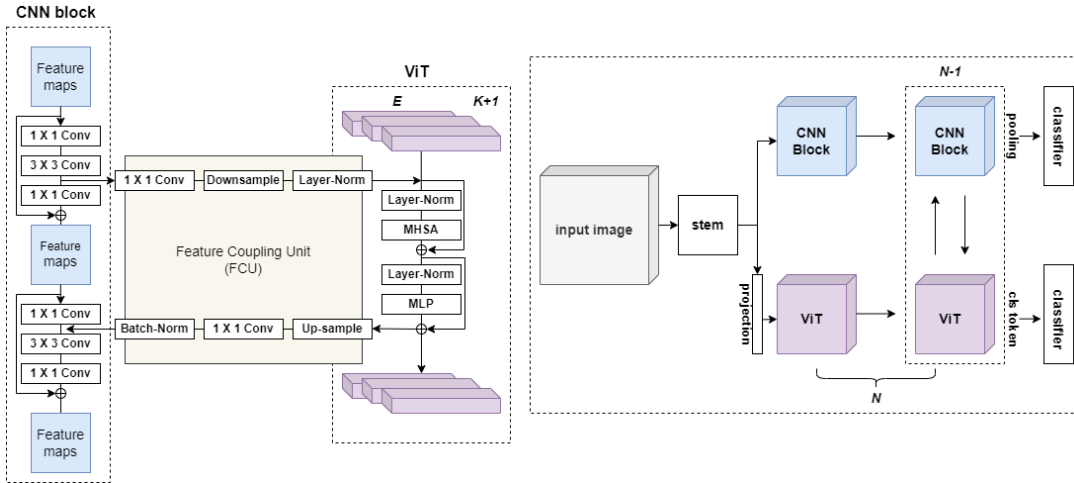 CNN block
Feature
maps
1 X 1 Conv
3 X 3 Conv
1 X 1 Conv
Feature
maps
1 X 1 Conv
3 X 3 Conv
1 X 1 Conv
Feature
maps
1 X 1 Conv
Downsample
Layer-Norm
Feature Coupling Unit
(FCU)
Batch-Norm
1 X 1 Conv
Up-sample
ViT
E
K+1
Layer-Norm
MHSA
Layer-Norm
MLP
input image
stem
projection
CNN
Block
ViT
N-1
CNN
Block
ViT
N
pooling
classifier
cls token
classifier